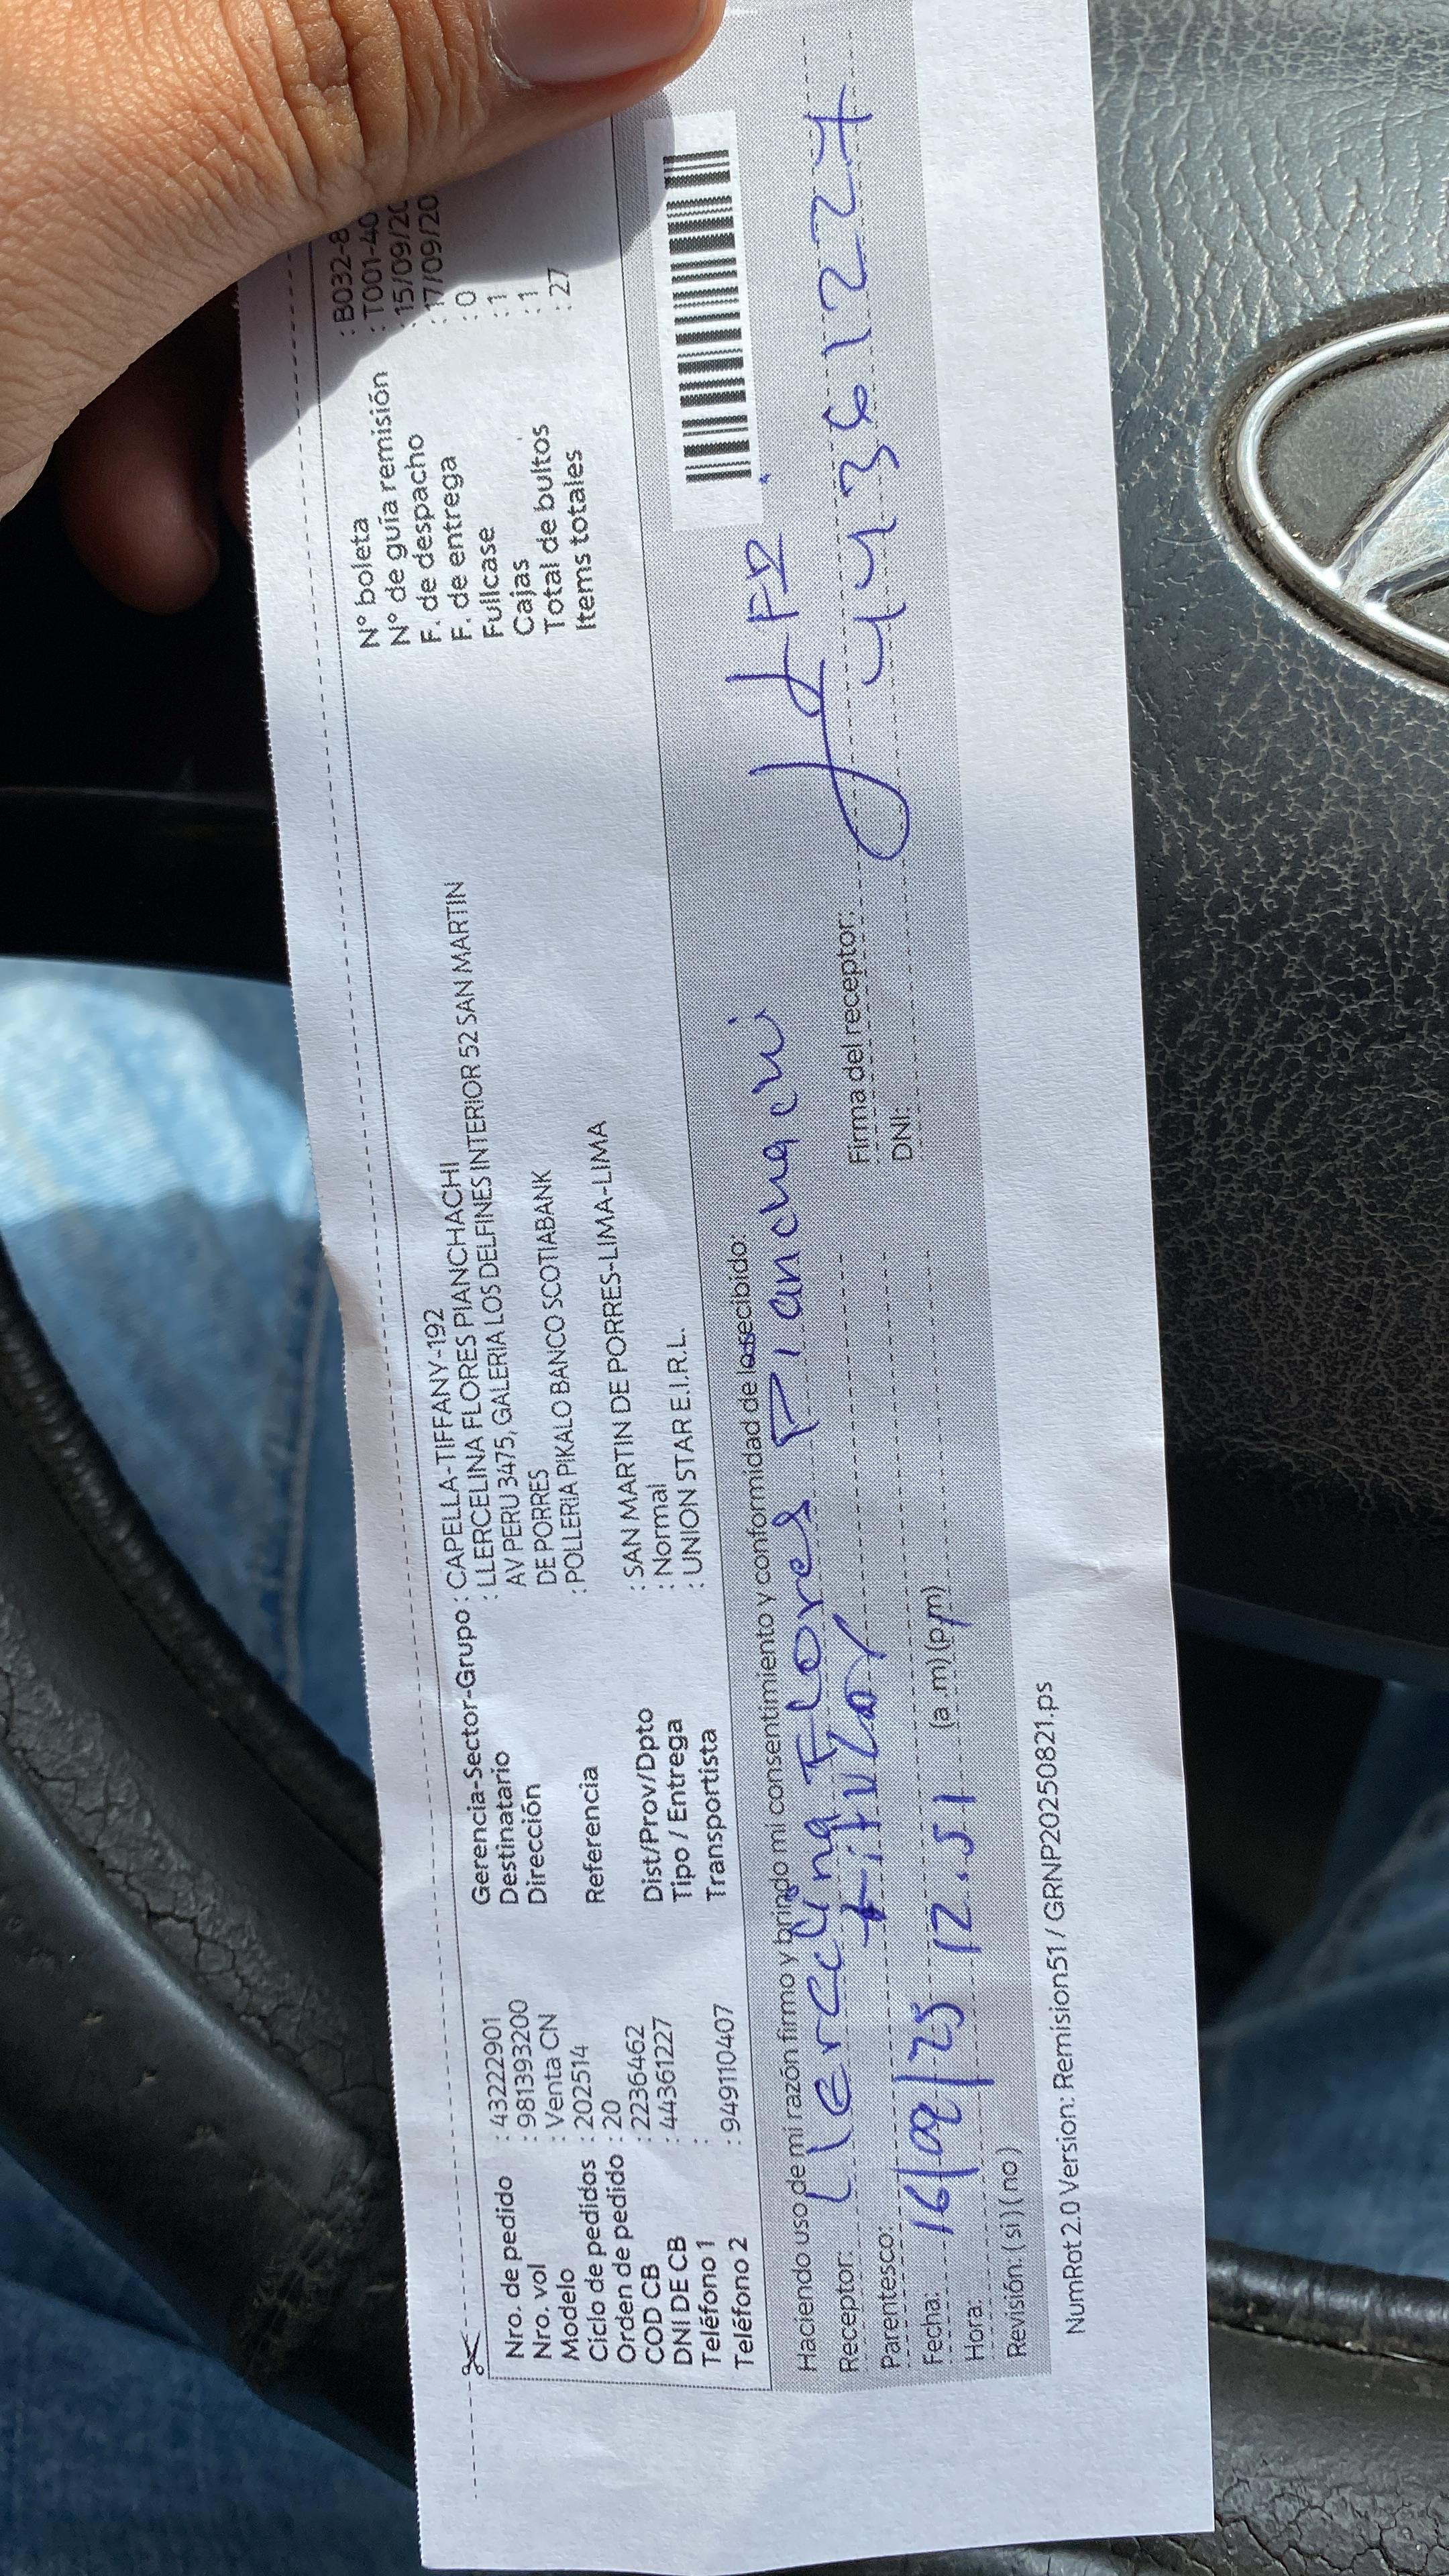 Nro. de pedido : 43222901
Nro. vol : 981393200
Modelo : Venta CN
Ciclo de pedidos : 202514
Orden de pedido : 20
COD CB : 2236462
DNI DE CB : 44361227
Teléfono 1 :
Teléfono 2 : 949110407
Gerencia-Sector-Grupo : CAPELLA-TIFFANY-192
Destinatario : LLERCELINA FLORES PIANCHACHI
Dirección AV PERU 3475, GALERIA LOS DELFINES INTERIOR 52 SAN MARTIN
DE PORRES
Referencia : POLLERIA PIKALO BANCO SCOTIABANK
Dist/Prov/Dpto : SAN MARTIN DE PORRES-LIMA-LIMA
Tipo / Entrega : Normal
Transportista : UNION STAR E.I.R.L.
N° boleta : B032-8
N° de guía remisión : T001-40
F. de despacho : 15/09/20
F. de entrega : 17/09/20
Fullcase : 0
Cajas : 1
Total de bultos : 1
Items totales : 27
Haciendo uso de mi razón firmo y brindo mi consentimiento y conformidad de lo recibido:
Receptor: Flores
Parentesco: titular
Fecha: 16/09/25
Hora: 12.51 (a.m) (p.m)
Revisión: (si) (no)
Firma del receptor:
DNI: 44361227
NumRot 2.0 Version: Remision51 / GRNP20250821.ps